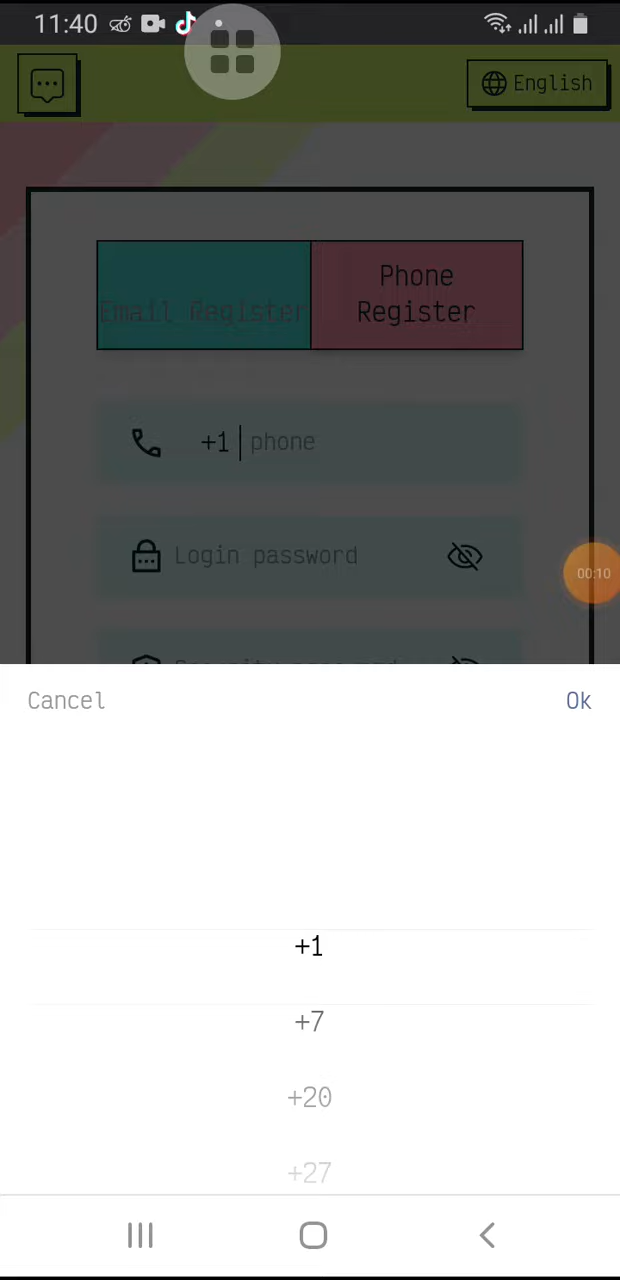 11:40
English
Email Register
Phone
Register
+1 phone
Login password
00:10
Cancel
Ok
+1
+7
+20
+27